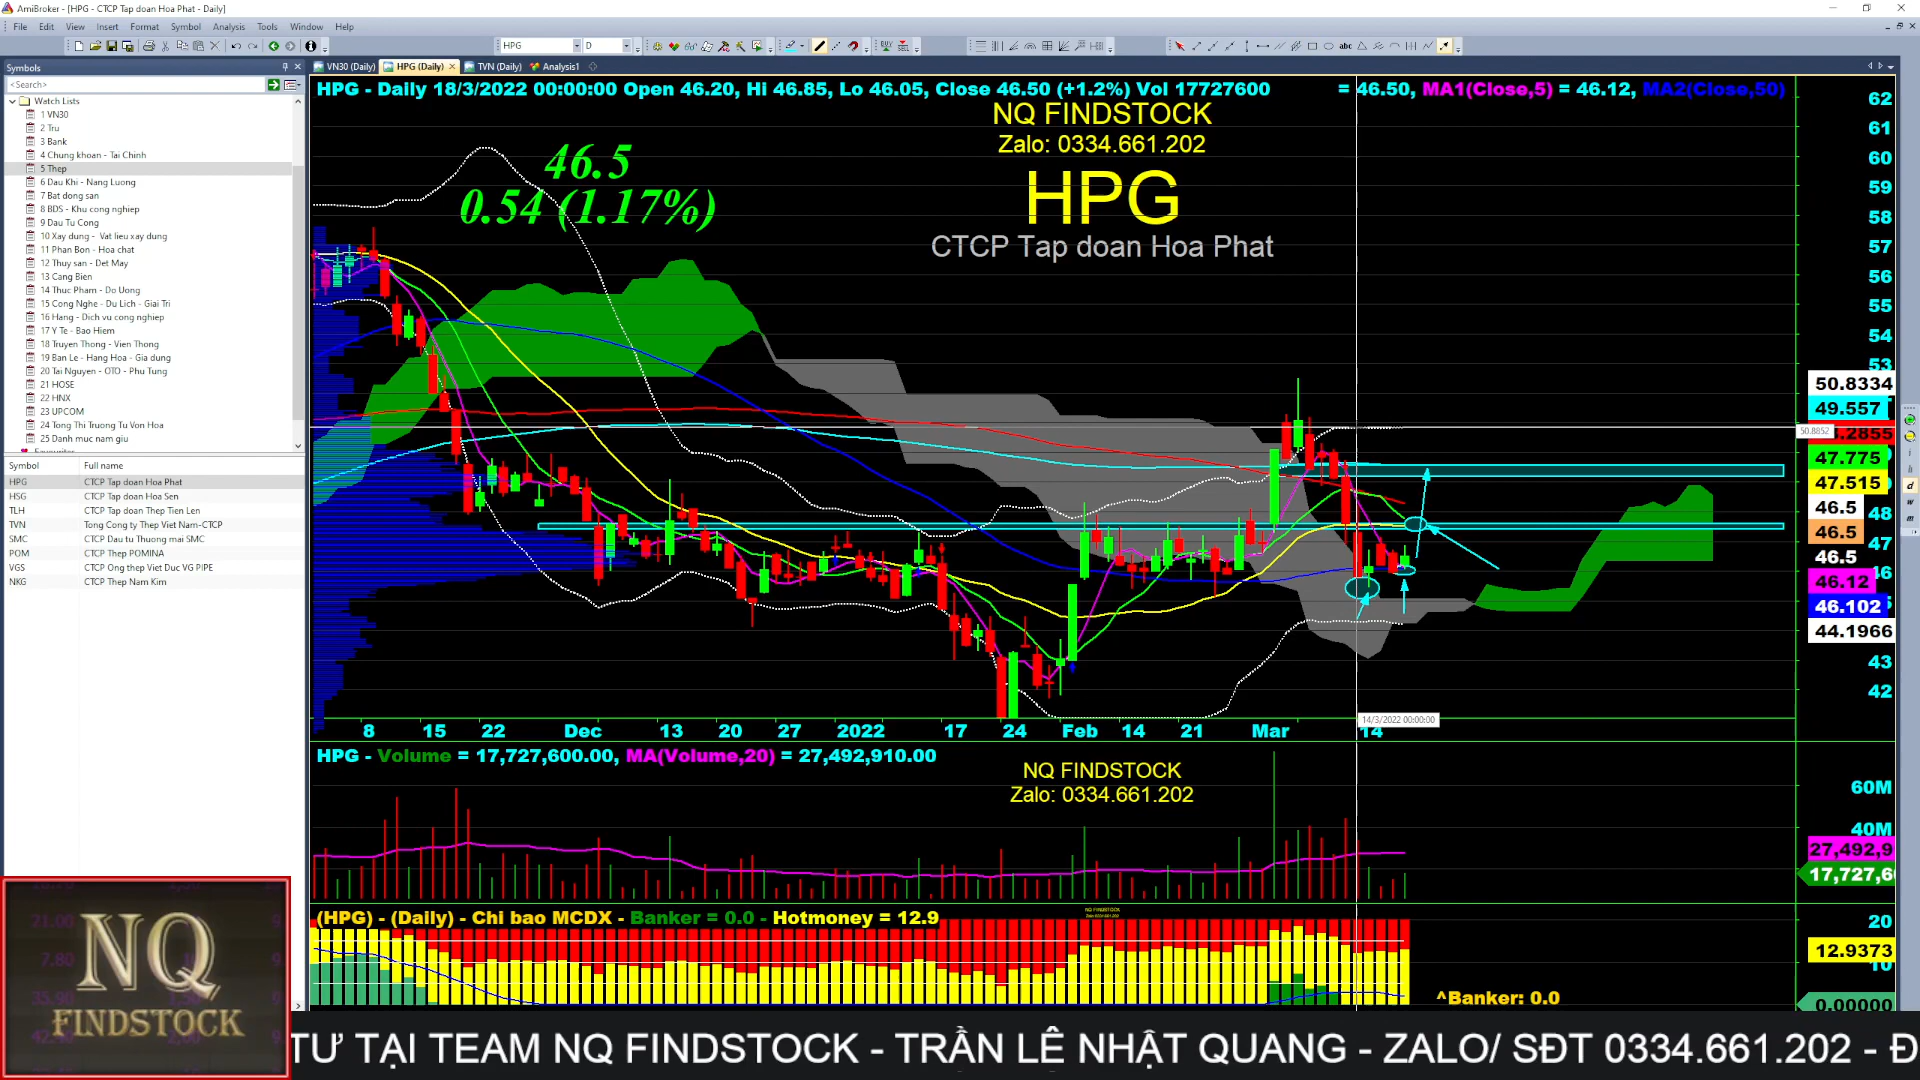 AmiBroker - [HPG - CTCP Tap doan Hoa Phat - Daily]
File Edit View Insert Format Symbol Analysis Tools Window Help
HPG D
Symbols
VN30 (Daily) HPG (Daily) TVN (Daily) Analysis1
<Search>
Watch Lists
1 VN30
2 Tru
3 Bank
4 Chung khoan - Tai Chinh
5 Thep
6 Dau Khi - Nang Luong
7 Bat dong san
8 BDS - Khu cong nghiep
9 Dau Tu Cong
10 Xay dung - Vat lieu xay dung
11 Phan Bon - Hoa chat
12 Thuy san - Det May
13 Cang Bien
14 Thuc Pham - Do Uong
15 Cong Nghe - Du Lich - Giai Tri
16 Hang - Dich vu cong nghiep
17 Y Te - Bao Hiem
18 Truyen Thong - Vien Thong
19 Ban Le - Hang Hoa - Gia dung
20 Tai Nguyen - OTO - Phu Tung
21 HOSE
22 HNX
23 UPCOM
24 Tong Thi Truong Tu Von Hoa
25 Danh muc nam giu
Symbol Full name
HPG CTCP Tap doan Hoa Phat
HSG CTCP Tap doan Hoa Sen
TLH CTCP Tap doan Thep Tien Len
TVN Tong Cong ty Thep Viet Nam-CTCP
SMC CTCP Dau tu Thuong mai SMC
POM CTCP Thep POMINA
VGS CTCP Ong thep Viet Duc VG PIPE
NKG CTCP Thep Nam Kim
HPG - Daily 18/3/2022 00:00:00 Open 46.20, Hi 46.85, Lo 46.05, Close 46.50 (+1.2%) Vol 17727600 = 46.50, MA1(Close,5) = 46.12, MA2(Close,50)
NQ FINDSTOCK
Zalo: 0334.661.202
HPG
CTCP Tap doan Hoa Phat
46.5
0.54 (1.17%)
62
61
60
59
58
57
56
55
54
53
50.8334
49.557
50.8852
47.775
47.515
46.5
48
46.5
47
46.5
46
46.12
46.102
44.1966
43
42
8 15 22 Dec 13 20 27 2022 17 24 Feb 14 21 Mar 14
14/3/2022 00:00:00
HPG - Volume = 17,727,600.00, MA(Volume,20) = 27,492,910.00
NQ FINDSTOCK
Zalo: 0334.661.202
60M
40M
27,492,9
17,727,6
(HPG) - (Daily) - Chi bao MCDX - Banker = 0.0 - Hotmoney = 12.9
20
12.9373
10
^Banker: 0.0
0.00000
NQ
FINDSTOCK
TƯ TẠI TEAM NQ FINDSTOCK - TRẦN LÊ NHẬT QUANG - ZALO/ SĐT 0334.661.202 - Đ